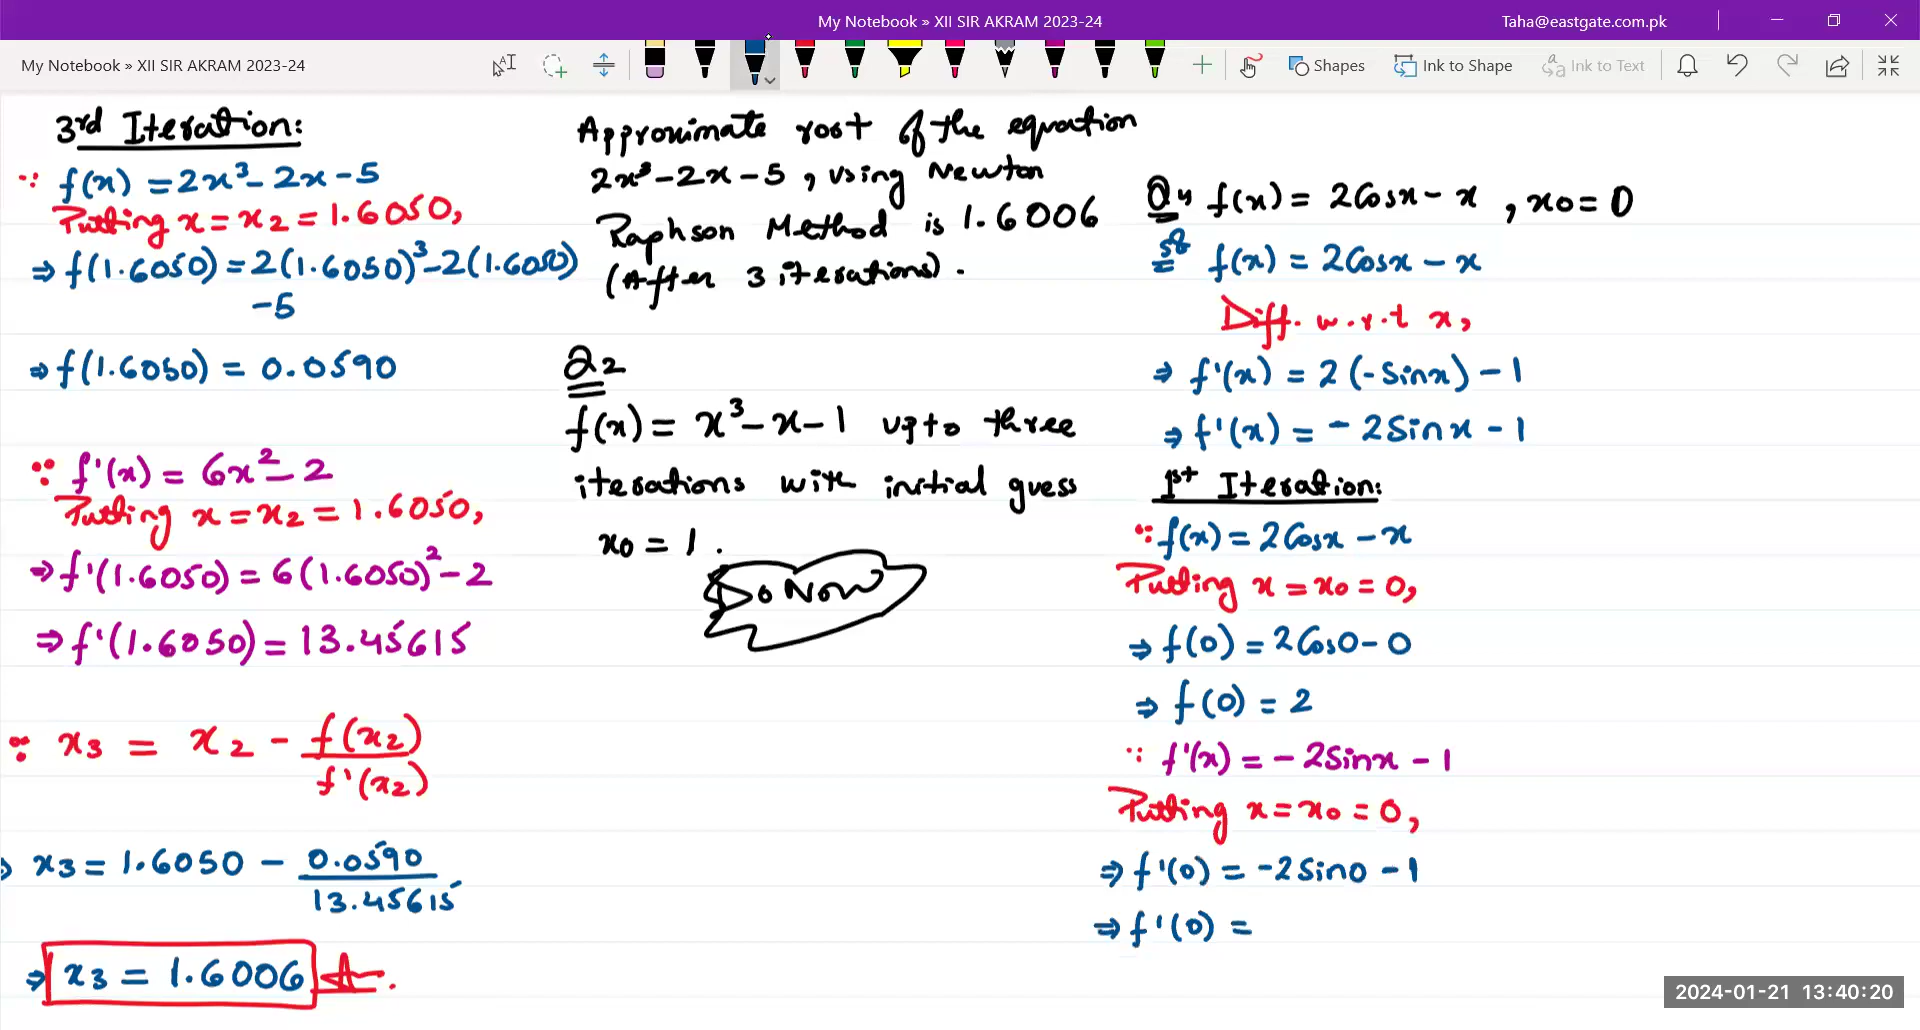 My Notebook » XII SIR AKRAM 2023-24
Taha@eastgate.com.pk
My Notebook » XII SIR AKRAM 2023-24
Shapes
Ink to Shape
Ink to Text
3rd Iteration:
∵ f(x) = 2x³ - 2x - 5
Putting x = x2 = 1.6050,
⇒ f(1.6050) = 2(1.6050)³ - 2(1.6050)
-5
⇒ f(1.6050) = 0.0590
∵ f'(x) = 6x² - 2
Putting x = x2 = 1.6050,
⇒ f'(1.6050) = 6(1.6050)² - 2
⇒ f'(1.6050) = 13.45615
∵ x3 = x2 - f(x2)/f'(x2)
⇒ x3 = 1.6050 - 0.0590/13.45615
⇒ x3 = 1.6006 A.
Approximate root of the equation
2x³ - 2x - 5, using Newton
Raphson Method is 1.6006
(After 3 iterations).
Q2
f(x) = x³ - x - 1 upto three
iterations with initial guess
x0 = 1.
Do Now
Q4 f(x) = 2Cosx - x, x0 = 0
f(x) = 2Cosx - x
Diff. w.r.t x,
⇒ f'(x) = 2(-Sinx) - 1
⇒ f'(x) = -2Sinx - 1
1st Iteration:
∵ f(x) = 2Cosx - x
Putting x = x0 = 0,
⇒ f(0) = 2Cos0 - 0
⇒ f(0) = 2
∵ f'(x) = -2Sinx - 1
Putting x = x0 = 0,
⇒ f'(0) = -2Sin0 - 1
⇒ f'(0) =
2024-01-21 13:40:20